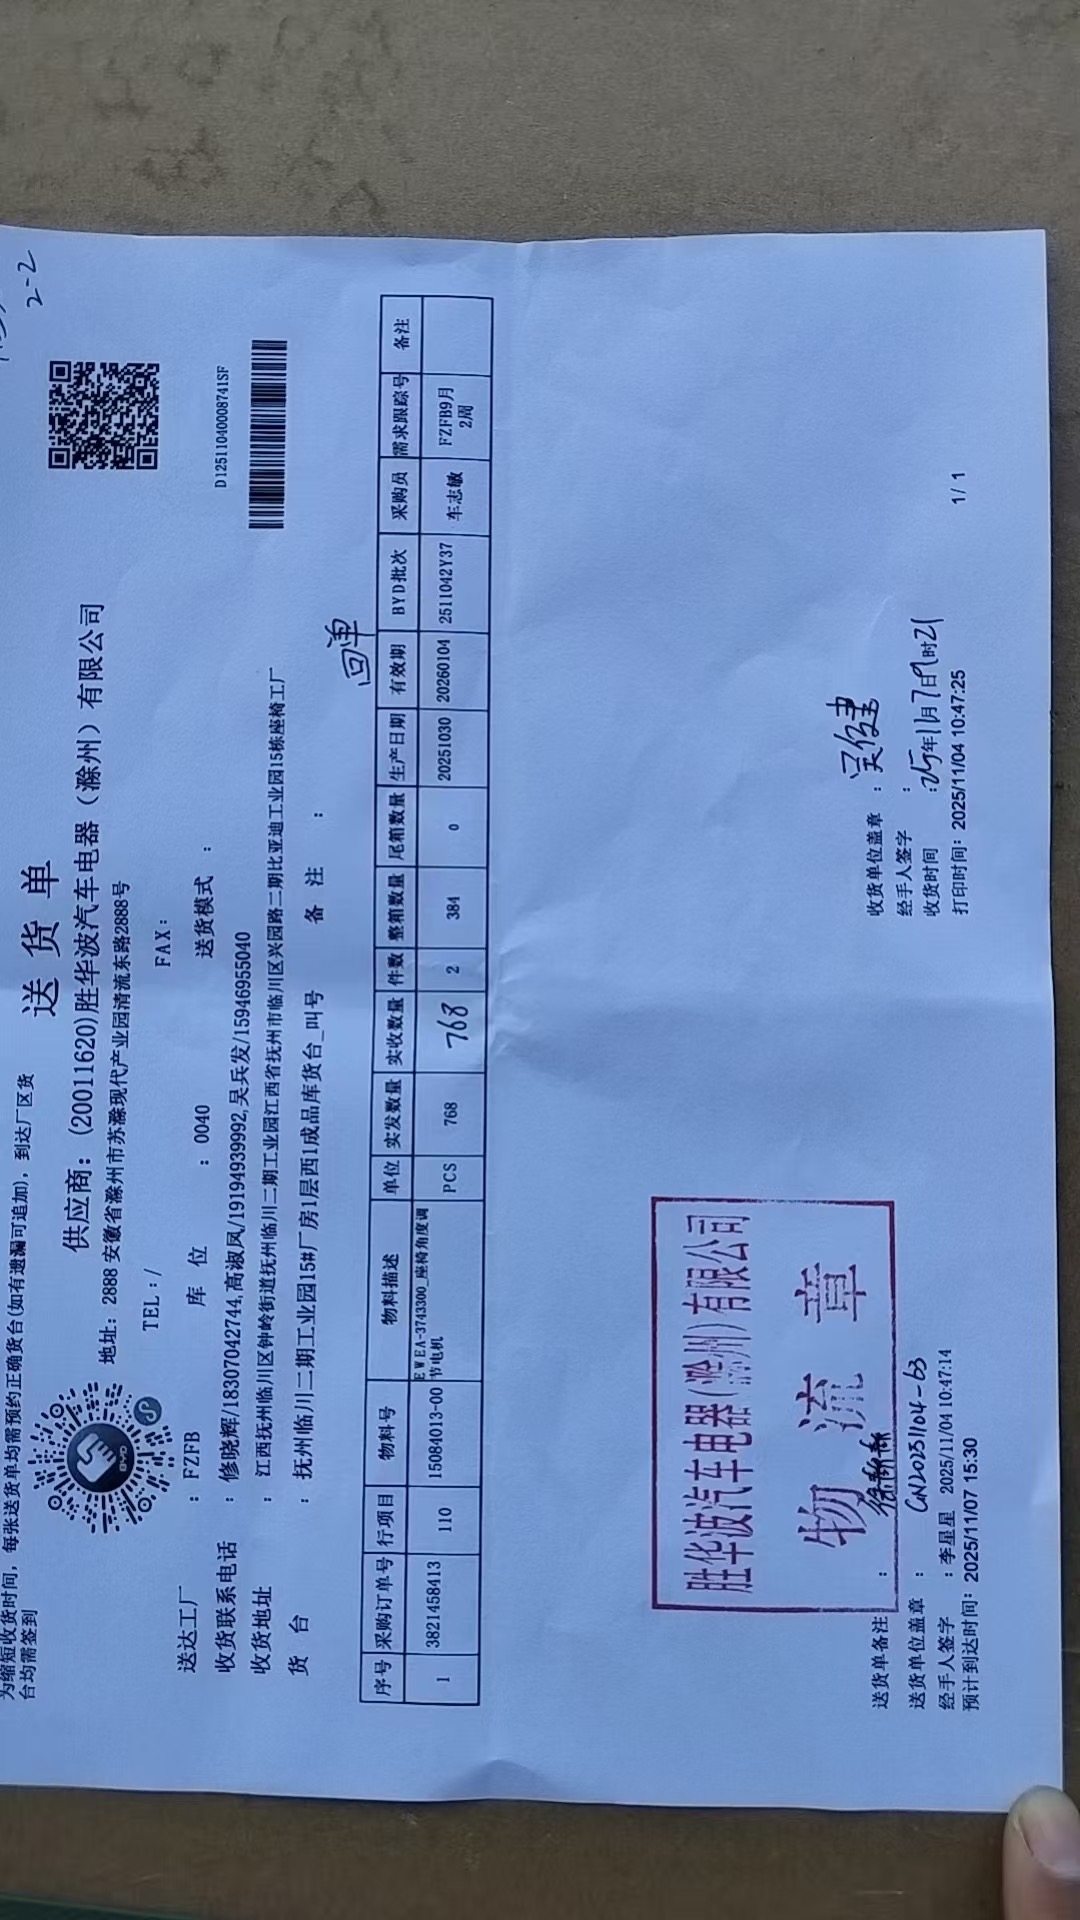 2-2
为缩短收货时间，每张送货单均需预约正确货台(如有遗漏可追加)，到达厂区货
台均需签到
送货单
供应商：(20011620)胜华波汽车电器（滁州）有限公司
地址：2888 安徽省滁州市苏滁现代产业园清流东路2888号
TEL：/ FAX：
BYD
D12511040008741SF
送达工厂 ：FZFB 库位 ：0040 送货模式 ：
收货联系电话 ：修晓辉/18307042744,高淑凤/19194939992,吴兵发/15946955040
收货地址 ：江西抚州临川区钟岭街道抚州临川二期工业园江西省抚州市临川区兴园路二期比亚迪工业园15栋座椅工厂
货台 ：抚州临川二期工业园15#厂房1层西1成品库货台_叫号 备注 ：
回单
序号 采购订单号 行项目 物料号 物料描述 单位 实发数量 实收数量 件数 整箱数量 尾箱数量 生产日期 有效期 BYD批次 采购员 需求跟踪号 备注
1 3821458413 110 15084013-00 EWEA-3743300_座椅角度调节电机 PCS 768 768 2 384 0 20251030 20260104 2511042Y37 车志敏 FZFB9月2周
胜华波汽车电器(滁州)有限公司
物流章
送货单备注 ：
送货单位盖章 ：CN20251104-63
经手人签字 ：李星星 2025/11/04 10:47:14
预计到达时间：2025/11/07 15:30
收货单位盖章 ：
经手人签字 ：
收货时间 ：25年11月7日9时21
打印时间：2025/11/04 10:47:25
1/ 1